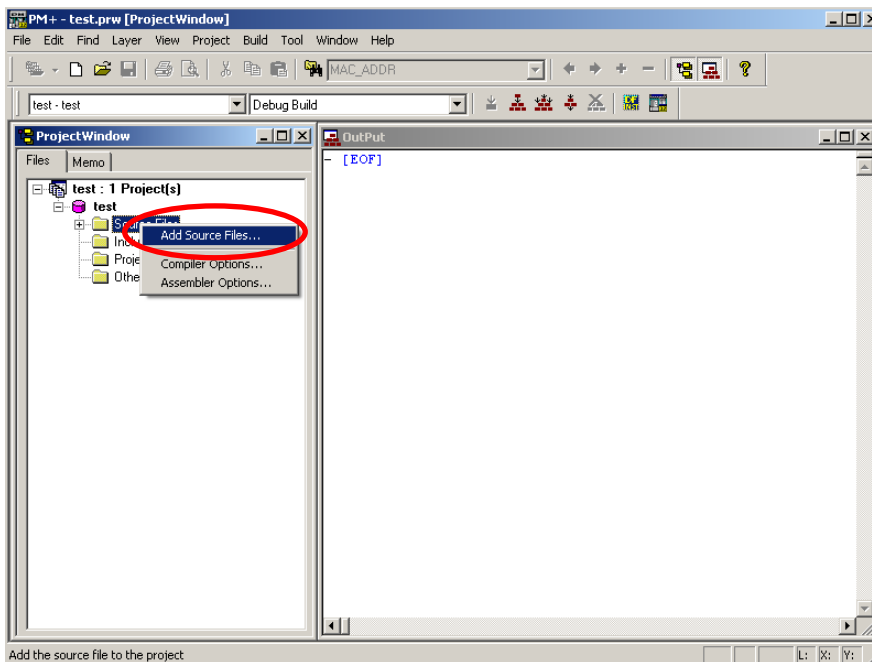 PM+ - test.prw [ProjectWindow]
File Edit Find Layer View Project Build Tool Window Help
MAC_ADDR
test - test Debug Build
ProjectWindow
OutPut
Files Memo
[EOF]
test : 1 Project(s)
test
Add Source Files...
Compiler Options...
Assembler Options...
Add the source file to the project
L: X: Y: